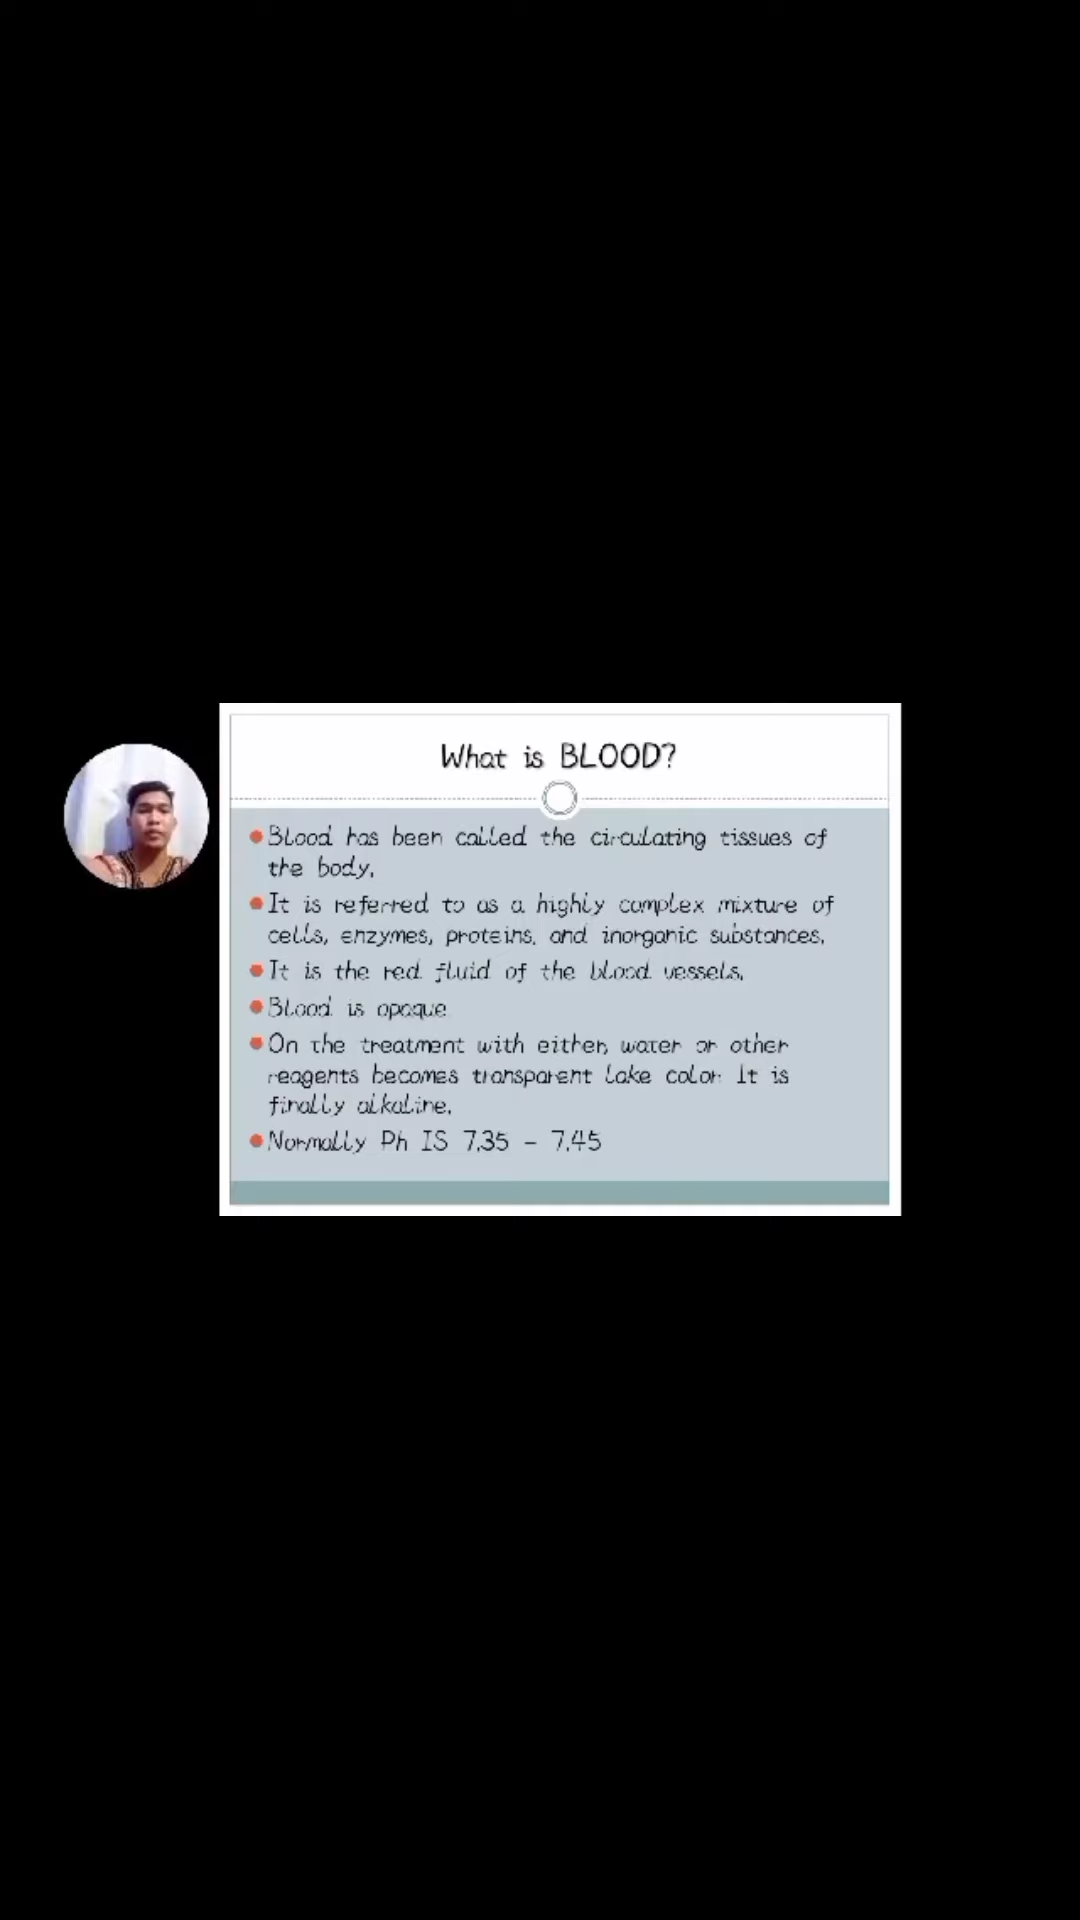 What is BLOOD?
Blood has been called the circulating tissues of
the body.
It is referred to as a highly complex mixture of
cells, enzymes, proteins, and inorganic substances.
It is the red fluid of the blood vessels.
Blood is opaque
On the treatment with either, water or other
reagents becomes transparent lake color. It is
finally alkaline.
Normally Ph IS 7.35 – 7.45